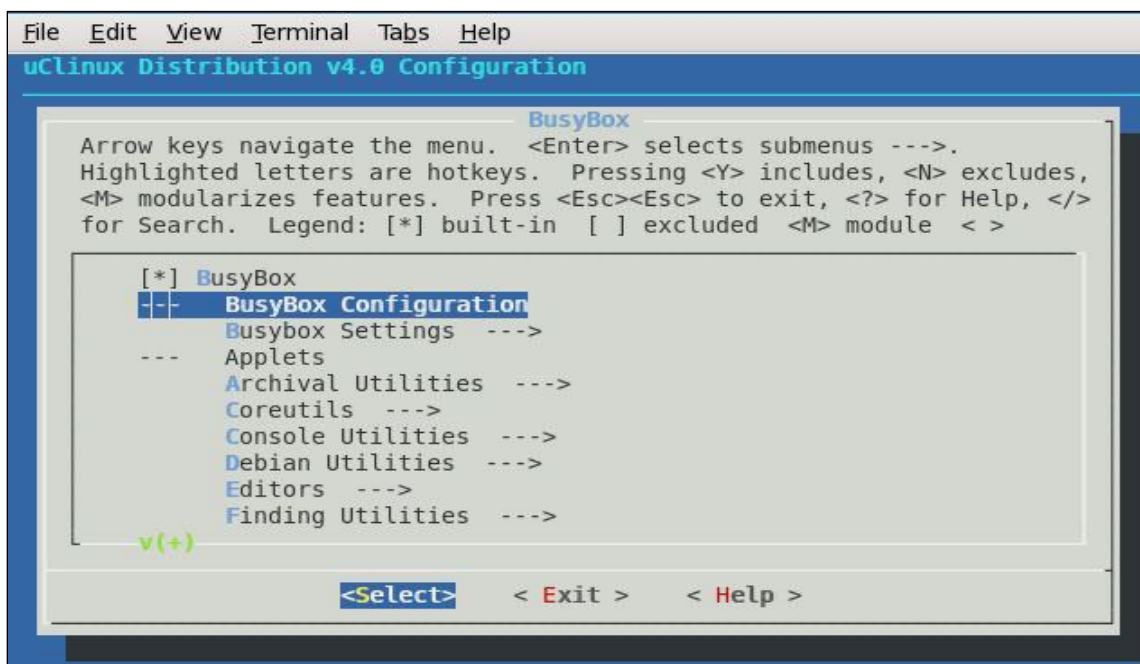 File Edit View Terminal Tabs Help
uClinux Distribution v4.0 Configuration
BusyBox
Arrow keys navigate the menu. <Enter> selects submenus --->.
Highlighted letters are hotkeys. Pressing <Y> includes, <N> excludes,
<M> modularizes features. Press <Esc><Esc> to exit, <?> for Help, </>
for Search. Legend: [*] built-in [ ] excluded <M> module < >
[*] BusyBox
--- BusyBox Configuration
Busybox Settings --->
--- Applets
Archival Utilities --->
Coreutils --->
Console Utilities --->
Debian Utilities --->
Editors --->
Finding Utilities --->
v(+)
<Select> < Exit > < Help >